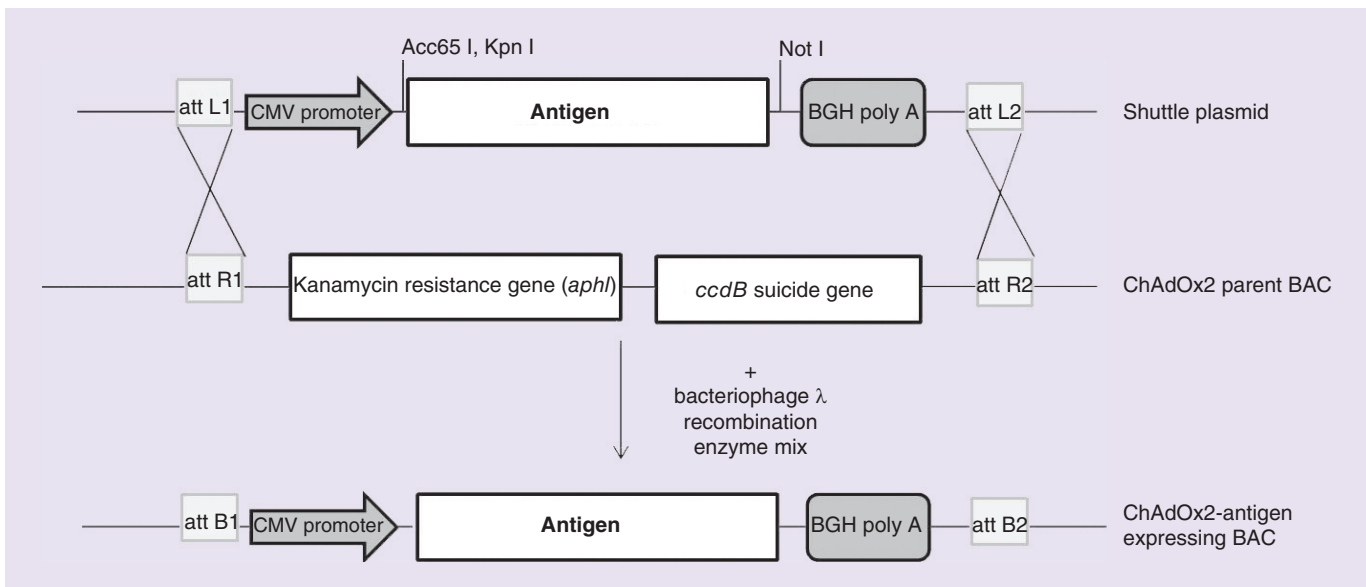 Acc65 I, Kpn I
Not I
att L1
CMV promoter
Antigen
BGH poly A
att L2
Shuttle plasmid
att R1
Kanamycin resistance gene (aphI)
ccdB suicide gene
att R2
ChAdOx2 parent BAC
+
bacteriophage λ
recombination
enzyme mix
att B1
CMV promoter
Antigen
BGH poly A
att B2
ChAdOx2-antigen
expressing BAC